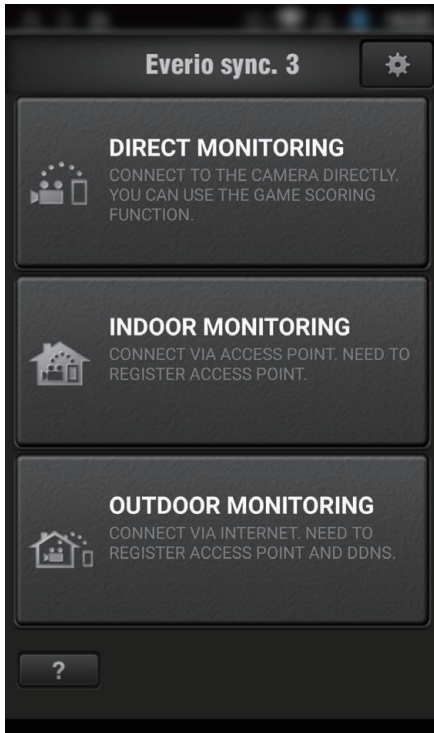 Everio sync. 3
DIRECT MONITORING
CONNECT TO THE CAMERA DIRECTLY.
YOU CAN USE THE GAME SCORING
FUNCTION.
INDOOR MONITORING
CONNECT VIA ACCESS POINT. NEED TO
REGISTER ACCESS POINT.
OUTDOOR MONITORING
CONNECT VIA INTERNET. NEED TO
REGISTER ACCESS POINT AND DDNS.
?